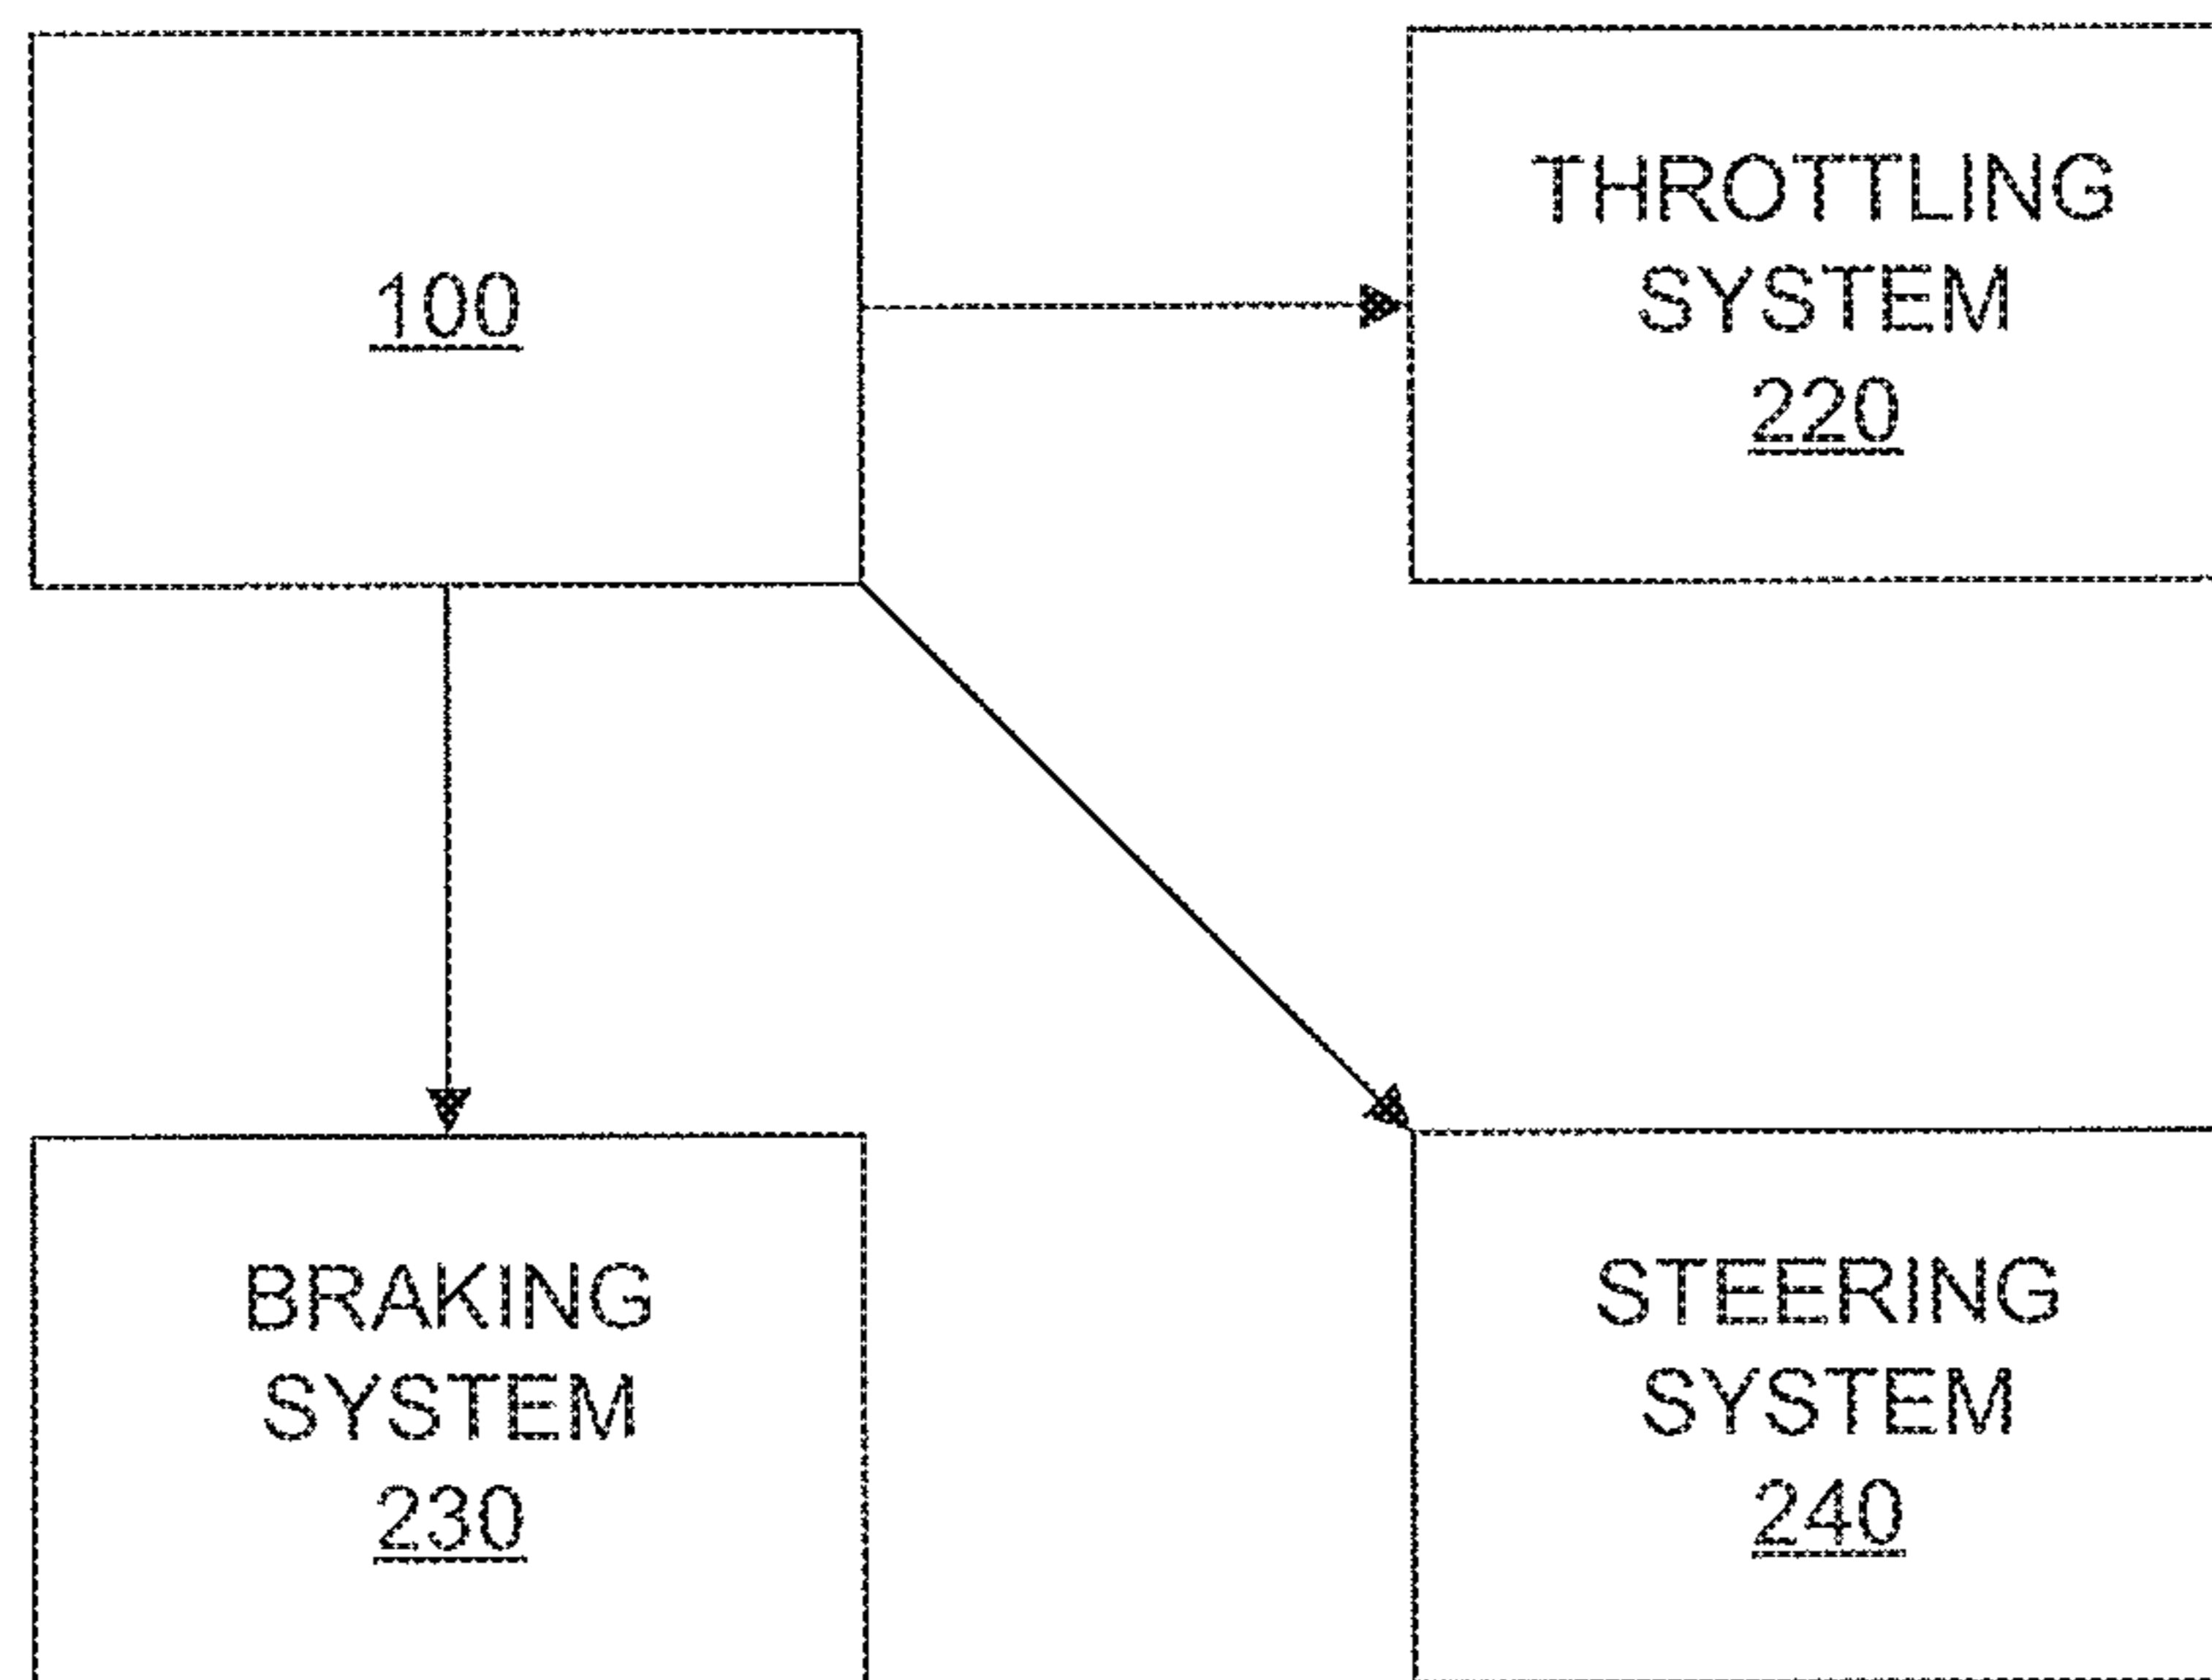 100
THROTTLING
SYSTEM
220
BRAKING
SYSTEM
230
STEERING
SYSTEM
240